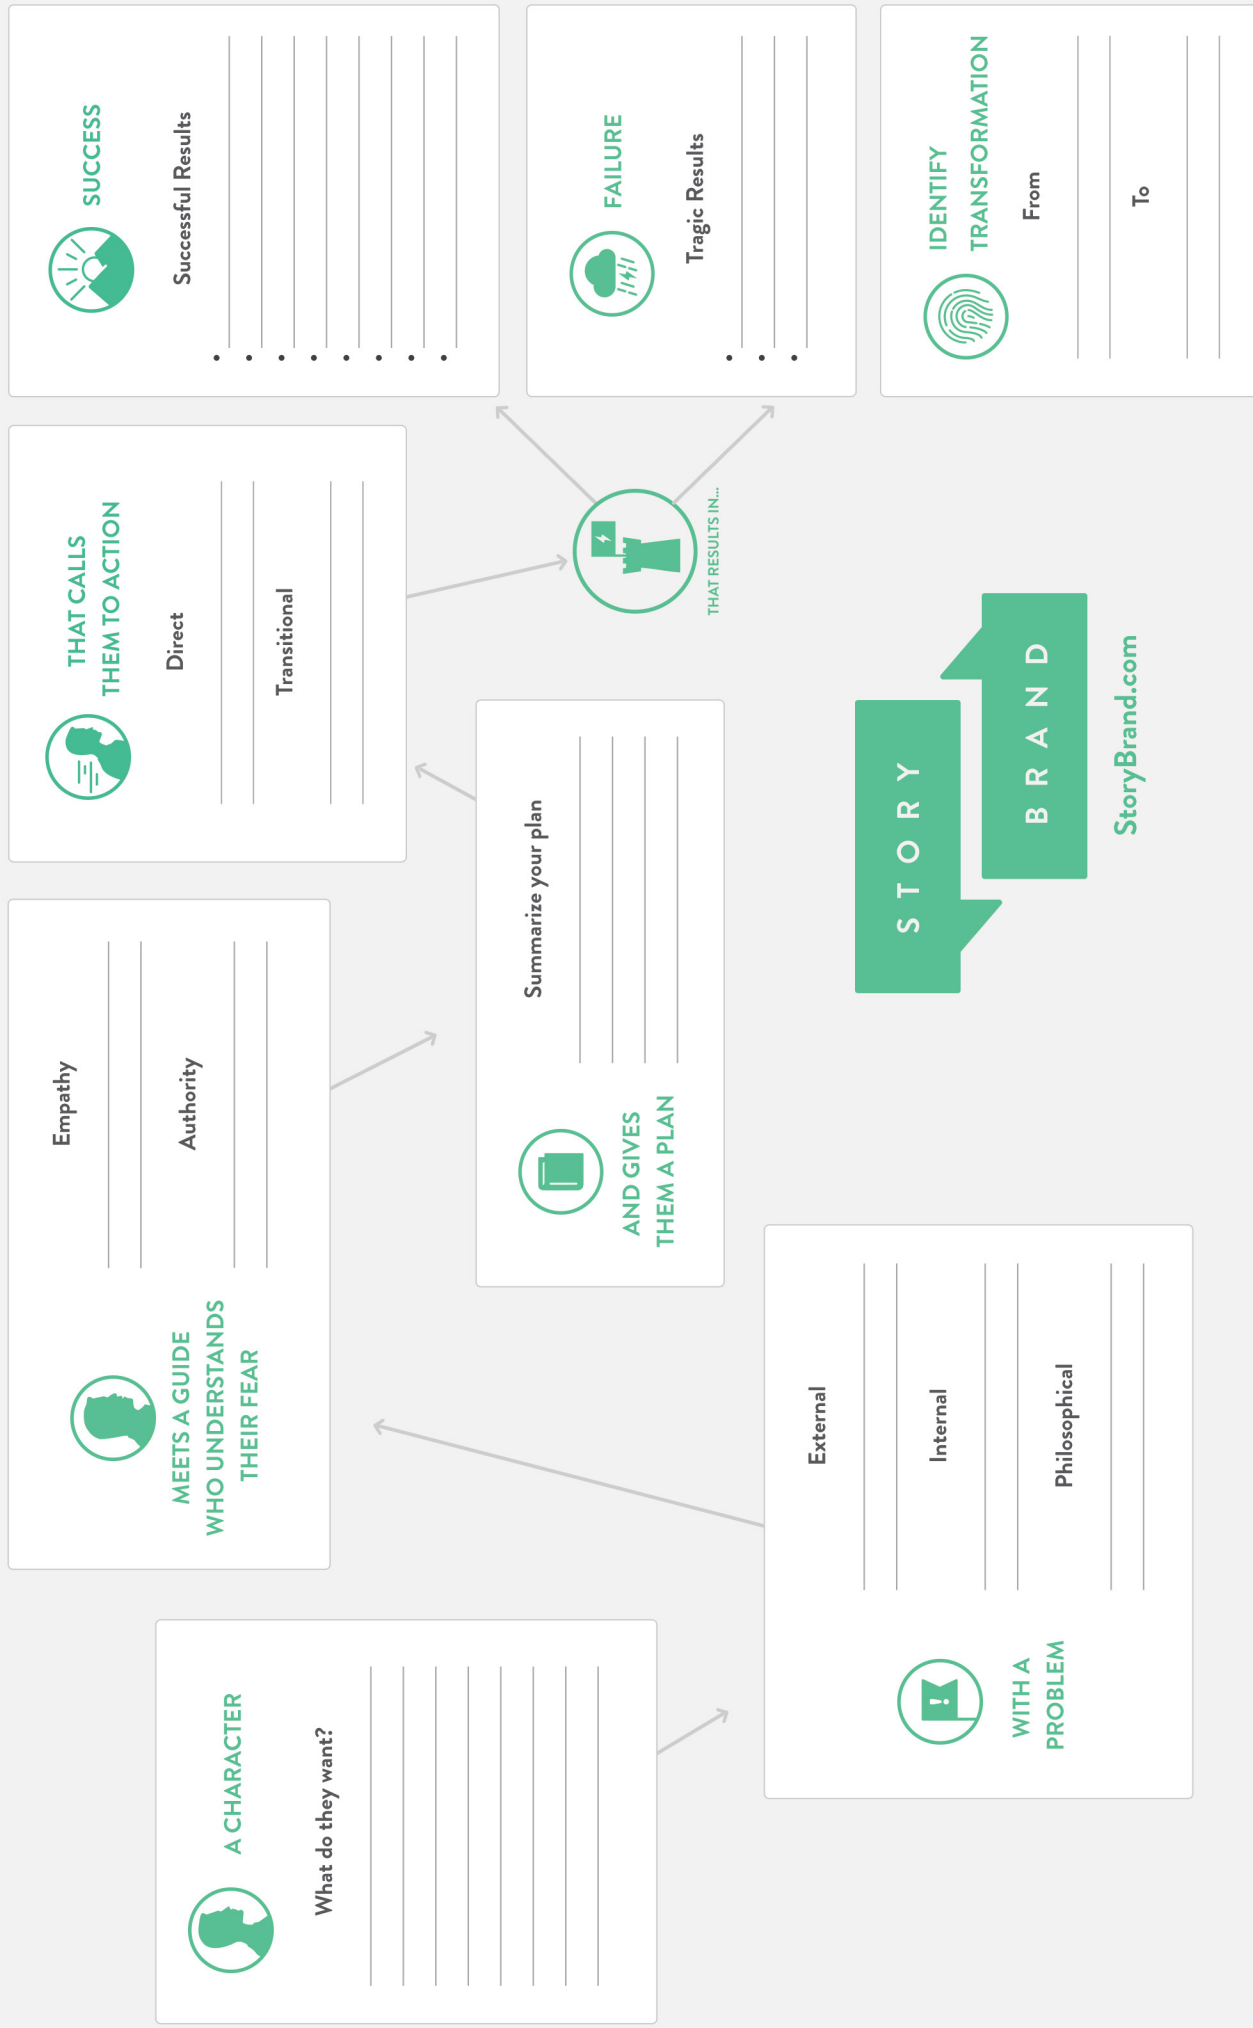 A CHARACTER
What do they want?
WITH A
PROBLEM
External
Internal
Philosophical
MEETS A GUIDE
WHO UNDERSTANDS
THEIR FEAR
Empathy
Authority
AND GIVES
THEM A PLAN
Summarize your plan
THAT CALLS
THEM TO ACTION
Direct
Transitional
THAT RESULTS IN...
SUCCESS
Successful Results
FAILURE
Tragic Results
IDENTIFY
TRANSFORMATION
From
To
STORY
BRAND
StoryBrand.com